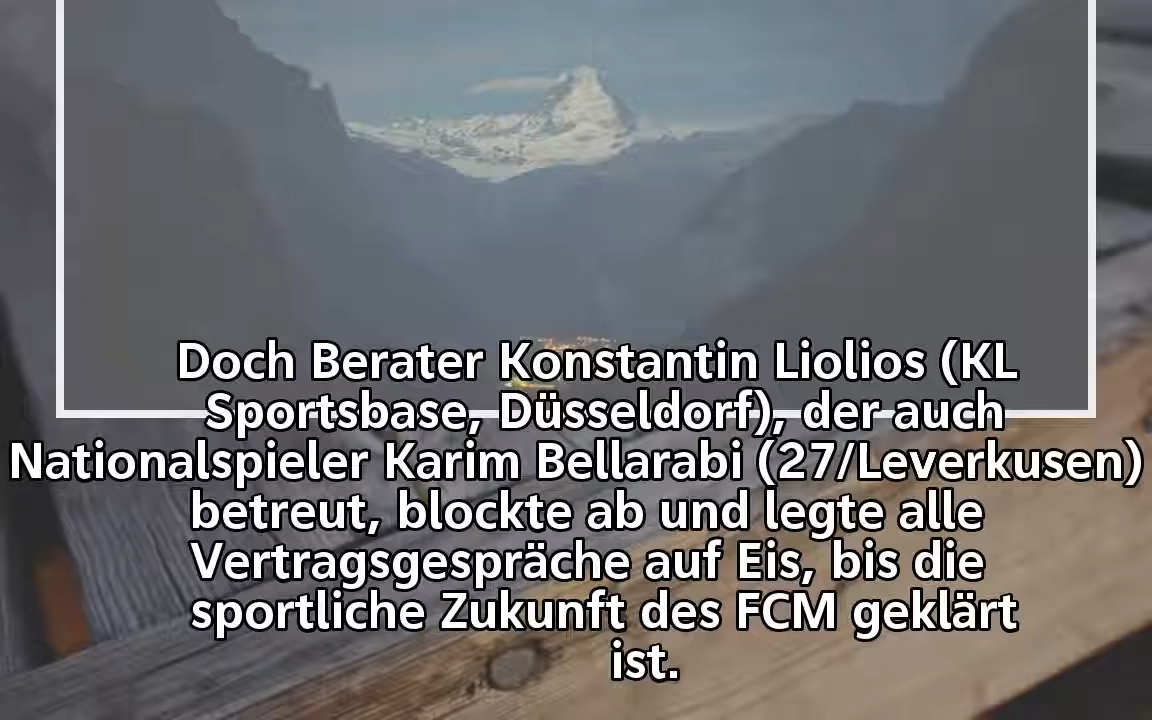 Doch Berater Konstantin Liolios (KL
Sportsbase, Düsseldorf), der auch
Nationalspieler Karim Bellarabi (27/Leverkusen)
betreut, blockte ab und legte alle
Vertragsgespräche auf Eis, bis die
sportliche Zukunft des FCM geklärt
ist.